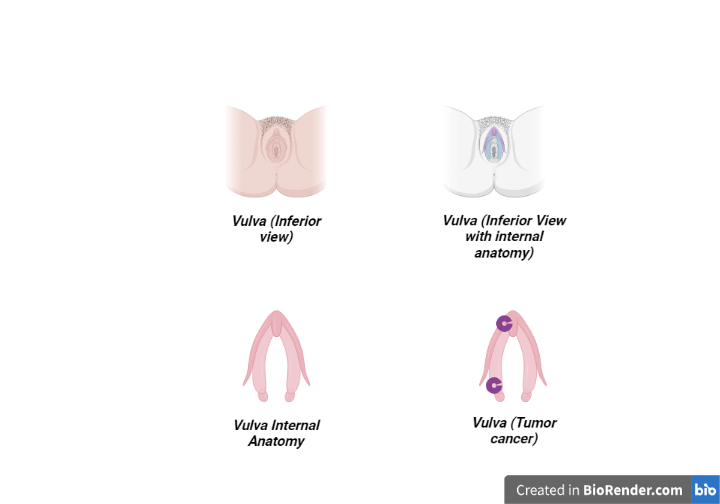 Vulva (Inferior
view)
Vulva (Inferior View
with internal
anatomy)
Vulva Internal
Anatomy
Vulva (Tumor
cancer)
Created in BioRender.com bio